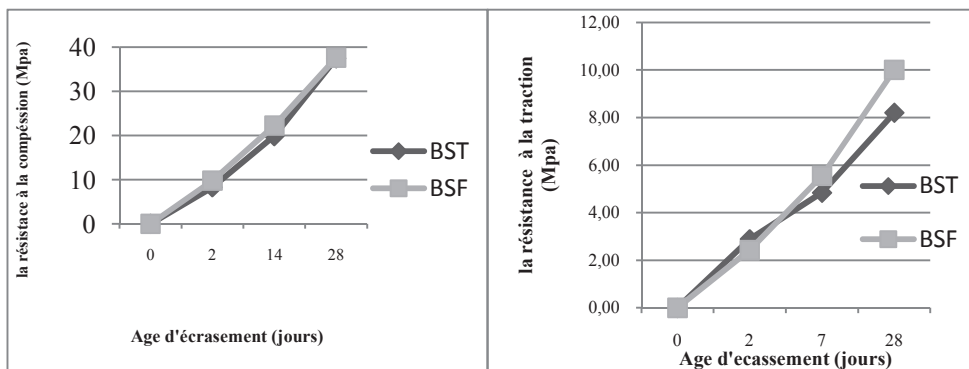 la résistace à la compéssion (Mpa)
40
30
20
10
0
0 2 14 28
BST
BSF
Age d'écrasement (jours)
la résistance à la traction
((Mpa)
12,00
10,00
8,00
6,00
4,00
2,00
0,00
0 2 7 28
BST
BSF
Age d'ecassement (jours)